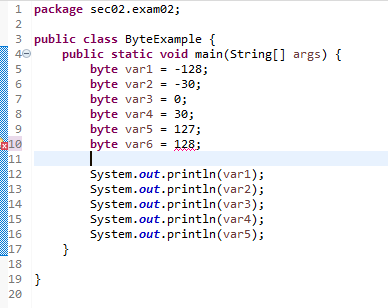 1 package sec02.exam02;
2
3 public class ByteExample {
4 public static void main(String[] args) {
5 byte var1 = -128;
6 byte var2 = -30;
7 byte var3 = 0;
8 byte var4 = 30;
9 byte var5 = 127;
10 byte var6 = 128;
11
12 System.out.println(var1);
13 System.out.println(var2);
14 System.out.println(var3);
15 System.out.println(var4);
16 System.out.println(var5);
17 }
18
19 }
20